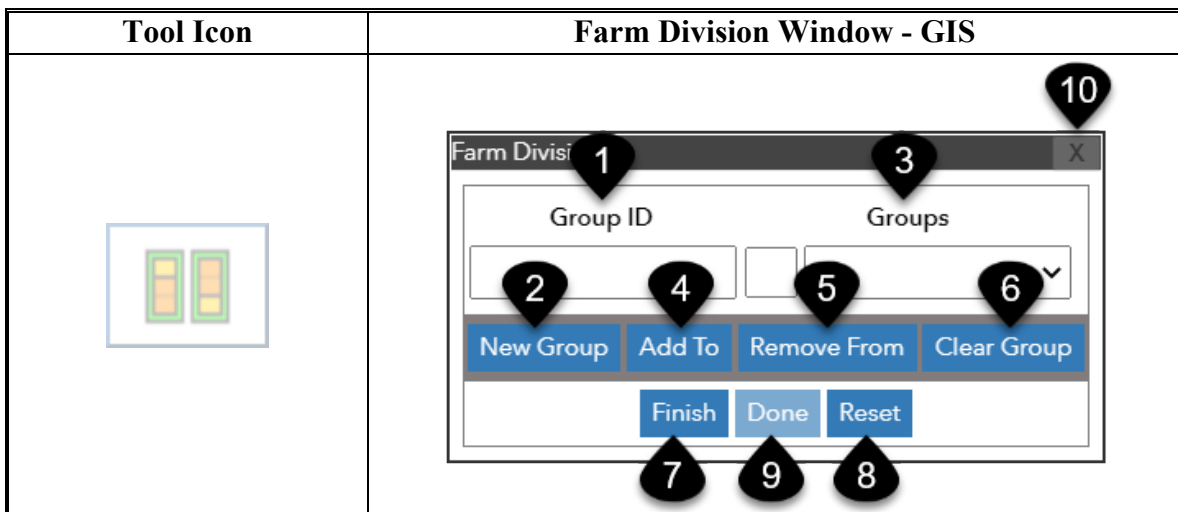 Tool Icon
Farm Division Window - GIS
10
Farm Divisi
1
3
X
Group ID
Groups
2
4
5
6
New Group
Add To
Remove From
Clear Group
Finish
Done
Reset
7
9
8